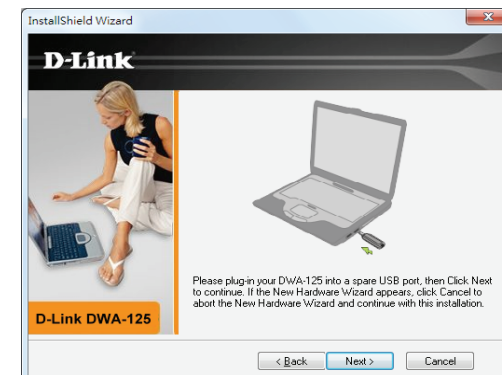 InstallShield Wizard
D-Link
Please plug-in your DWA-125 into a spare USB port, then Click Next
to continue. If the New Hardware Wizard appears, click Cancel to
abort the New Hardware Wizard and continue with this installation.
D-Link DWA-125
< Back
Next >
Cancel